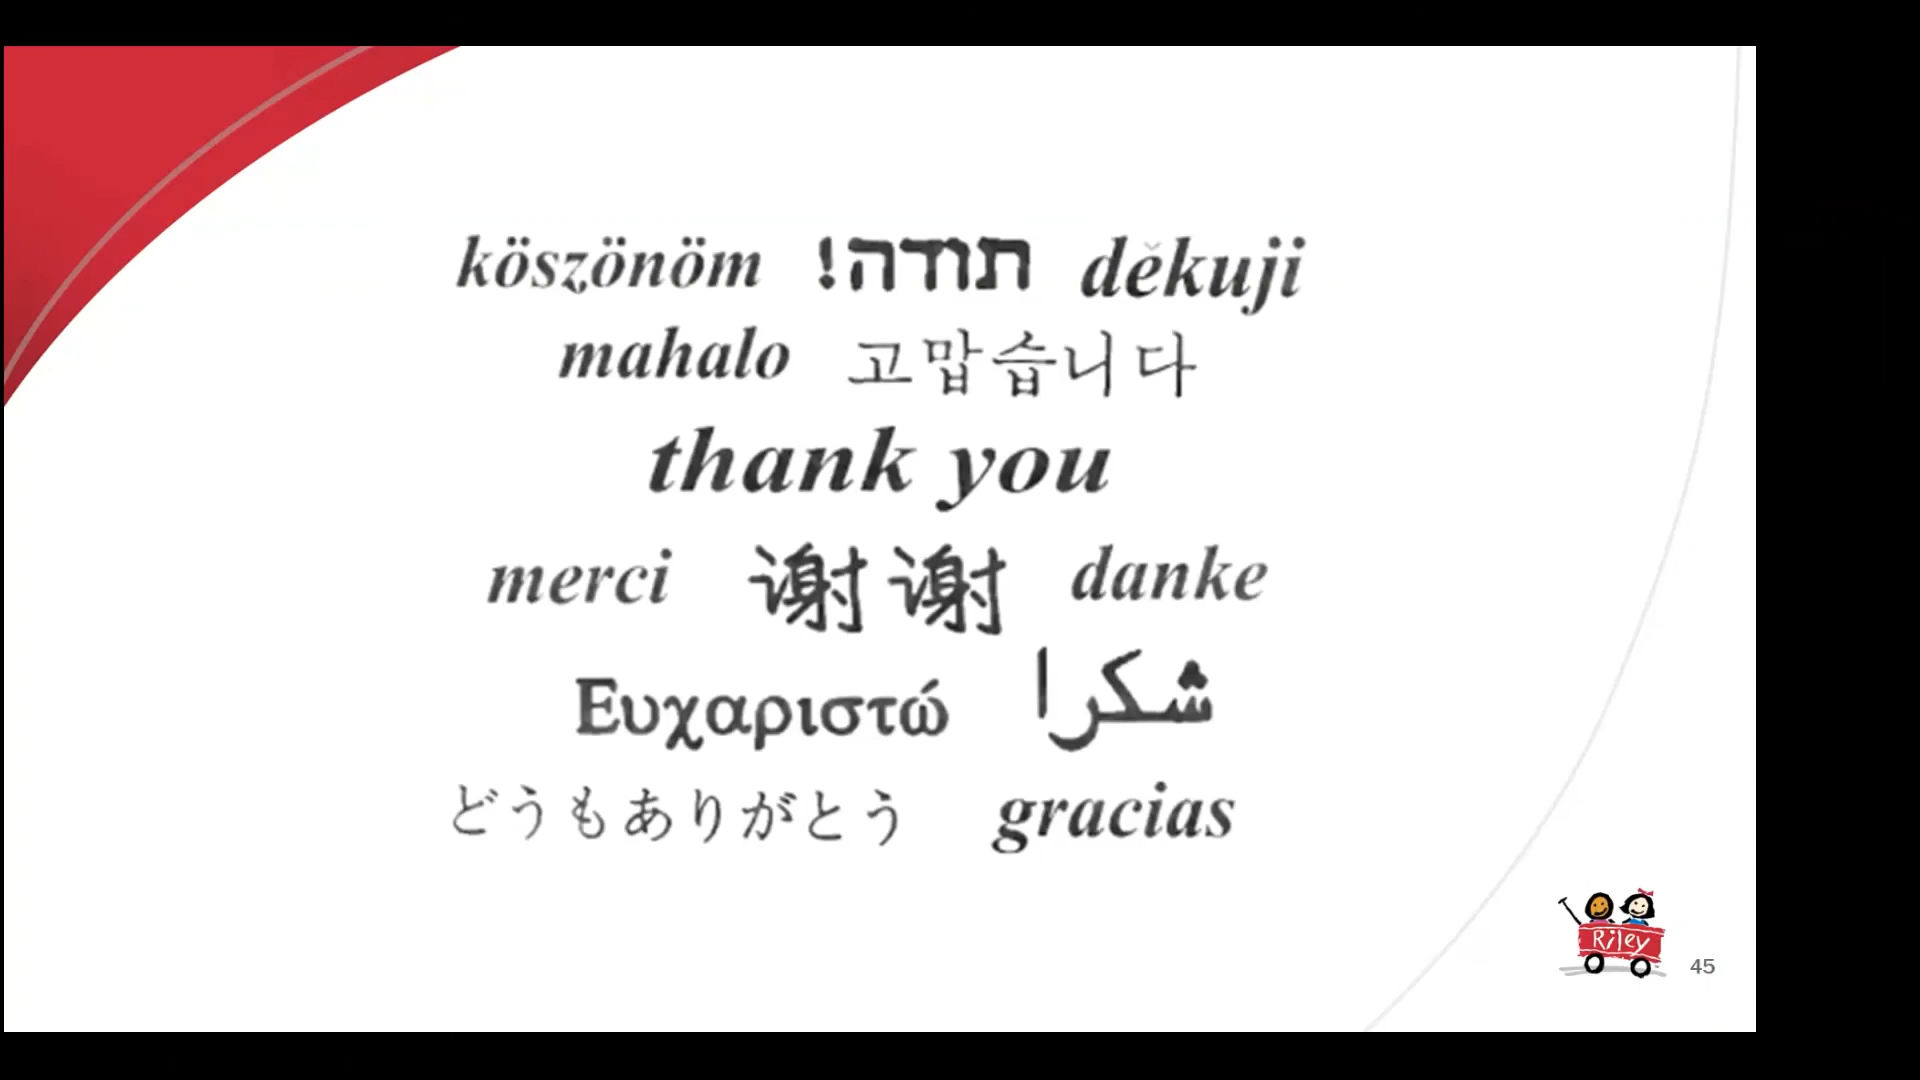 köszönöm תודה! děkuji
mahalo 고맙습니다
thank you
merci 谢谢 danke
Ευχαριστώ شكرا
どうもありがとう gracias
Riley
45